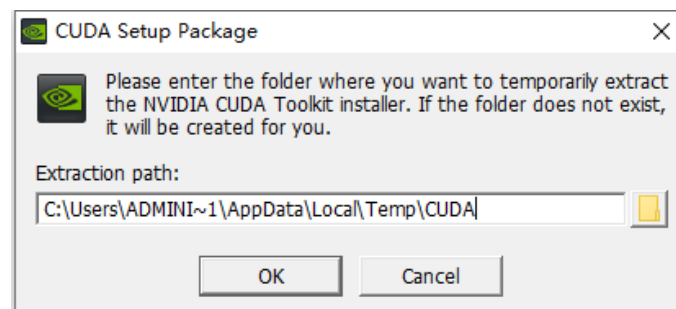 CUDA Setup Package
Please enter the folder where you want to temporarily extract
the NVIDIA CUDA Toolkit installer. If the folder does not exist,
it will be created for you.
Extraction path:
C:\Users\ADMINI~1\AppData\Local\Temp\CUDA
OK
Cancel